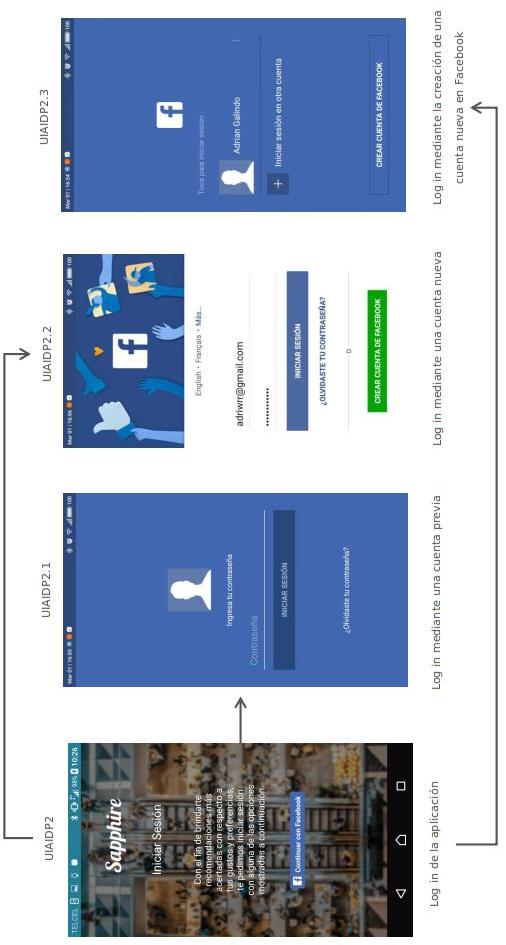 UIAIDP2
TELCEL
98% 10:26
Sapphire
Iniciar Sesión
Con el fin de brindarte
recomendaciones más
acertadas con respecto a
tus gustos y preferencias,
te pedimos iniciar sesión
con alguna de las opciones
mostradas a continuación
f Continuar con Facebook
Log in de la aplicación
UIAIDP2.1
Mar 01 | 16:55
100
Ingresa tu contraseña
Contraseña
INICIAR SESIÓN
¿Olvidaste tu contraseña?
Log in mediante una cuenta previa
UIAIDP2.2
Mar 01 | 16:56
100
f
English • Français • Más...
adriwrr@gmail.com
INICIAR SESIÓN
¿OLVIDASTE TU CONTRASEÑA?
CREAR CUENTA DE FACEBOOK
Log in mediante una cuenta nueva
UIAIDP2.3
Mar 01 | 16:54
100
f
Toca para iniciar sesión
Adrian Galindo
+ Iniciar sesión en otra cuenta
CREAR CUENTA DE FACEBOOK
Log in mediante la creación de una
cuenta nueva en Facebook